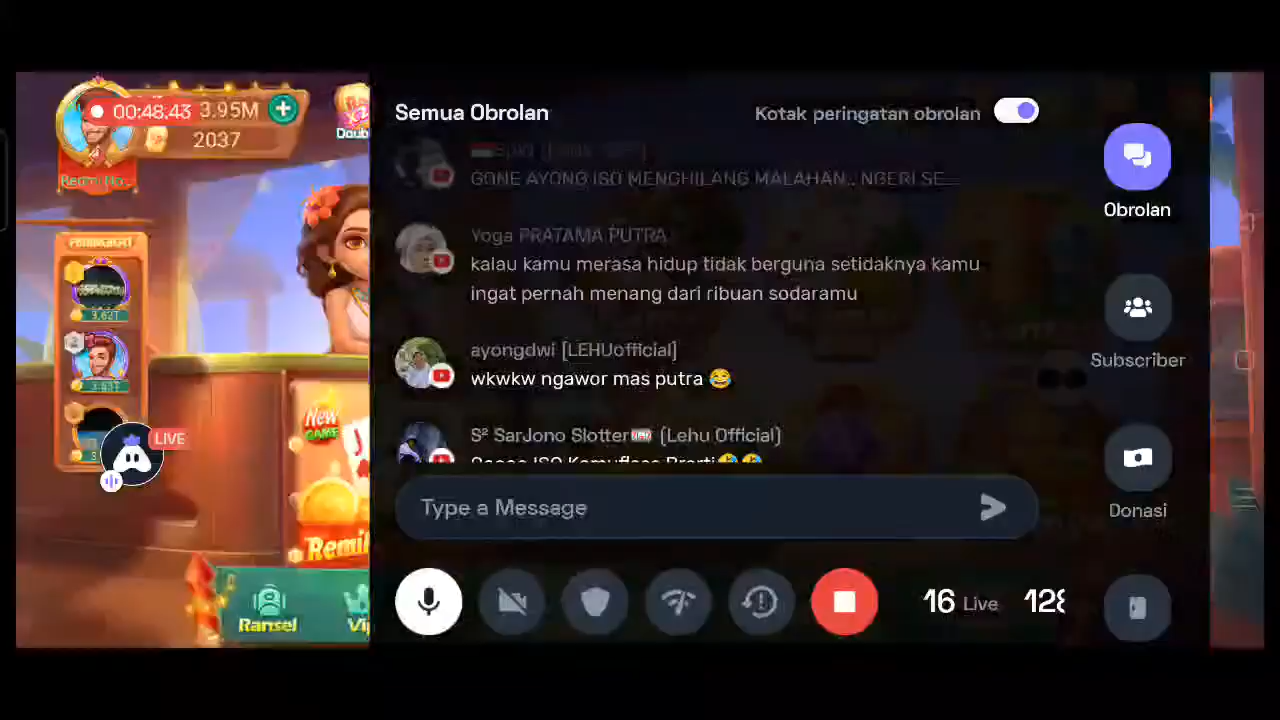 00:48.43 3.95M
2037
Semua Obrolan
Kotak peringatan obrolan
GONE AYONG ISO MENGHILANG MALAHAN.. NGERI SE...
Yoga PRATAMA PUTRA
kalau kamu merasa hidup tidak berguna setidaknya kamu
ingat pernah menang dari ribuan sodaramu
ayongdwi [LEHUofficial]
wkwkw ngawor mas putra 😂
S² SarJono Slotter (Lehu Official)
Type a Message
16 Live
Obrolan
Subscriber
Donasi
LIVE
New
GAME
Ransel